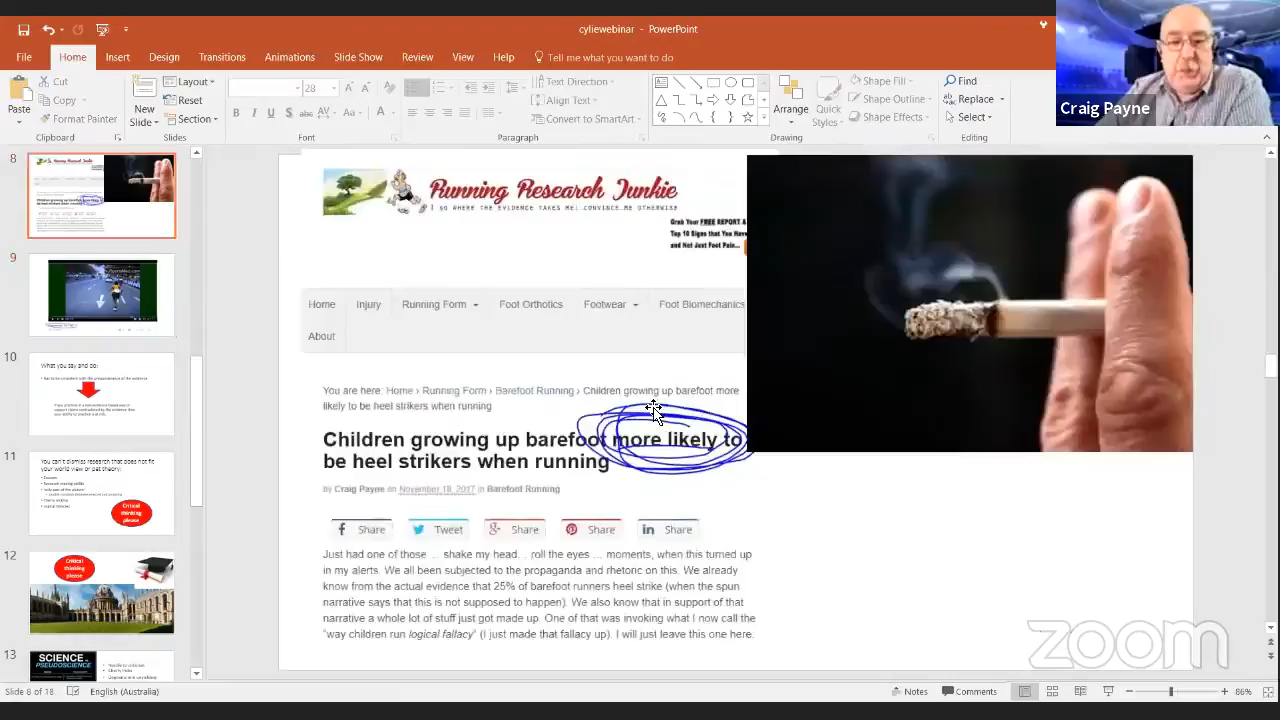 cyliewebinar - PowerPoint
File Home Insert Design Transitions Animations Slide Show Review View Help Tell me what you want to do
Paste
Cut
Copy
Format Painter
Clipboard
New
Slide
Layout
Reset
Section
Slides
28
Font
Text Direction
Align Text
Convert to SmartArt
Paragraph
Arrange
Quick
Styles
Shape Fill
Shape Outline
Shape Effects
Drawing
Find
Replace
Select
Editing
Craig Payne
8
10
What you say and do:
11
You can't dismiss research that does not fit
your world view or pet theory:
Critical
thinking
please
12
Critical
thinking
please
13
SCIENCE
PSEUDOSCIENCE
Running Research Junkie
I GO WHERE THE EVIDENCE TAKES ME: CONVINCE ME OTHERWISE
Grab Your FREE REPORT &
Top 10 Signs that You Hav
and Not Just Foot Pain...
Home Injury Running Form Foot Orthotics Footwear Foot Biomechanics
About
You are here: Home › Running Form › Barefoot Running › Children growing up barefoot more
likely to be heel strikers when running
Children growing up barefoot more likely to
be heel strikers when running
by Craig Payne on November 18, 2017 in Barefoot Running
Share Tweet Share Share Share
Just had one of those ... shake my head. . roll the eyes ... moments, when this turned up
in my alerts. We all been subjected to the propaganda and rhetoric on this. We already
know from the actual evidence that 25% of barefoot runners heel strike (when the spun
narrative says that this is not supposed to happen). We also know that in support of that
narrative a whole lot of stuff just got made up. One of that was invoking what I now call the
“way children run logical fallacy” (I just made that fallacy up). I will just leave this one here.
zoom
Slide 8 of 18 English (Australia) Notes Comments 86%